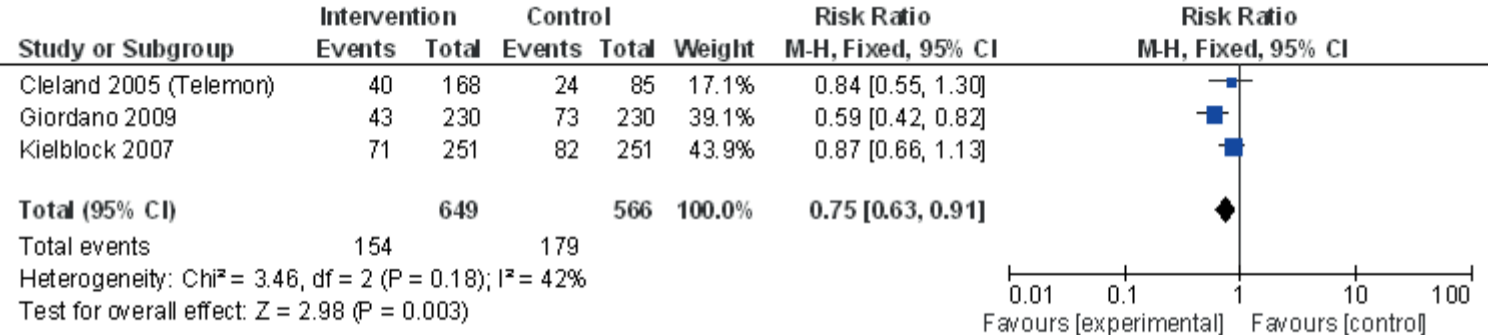 Intervention Control Risk Ratio Risk Ratio
Study or Subgroup Events Total Events Total Weight M-H, Fixed, 95% CI M-H, Fixed, 95% CI
Cleland 2005 (Telemon) 40 168 24 85 17.1% 0.84 [0.55, 1.30]
Giordano 2009 43 230 73 230 39.1% 0.59 [0.42, 0.82]
Kielblock 2007 71 251 82 251 43.9% 0.87 [0.66, 1.13]
Total (95% CI) 649 566 100.0% 0.75 [0.63, 0.91]
Total events 154 179
Heterogeneity: Chi² = 3.46, df = 2 (P = 0.18); I² = 42%
Test for overall effect: Z = 2.98 (P = 0.003)
0.01 0.1 1 10 100
Favours [experimental] Favours [control]